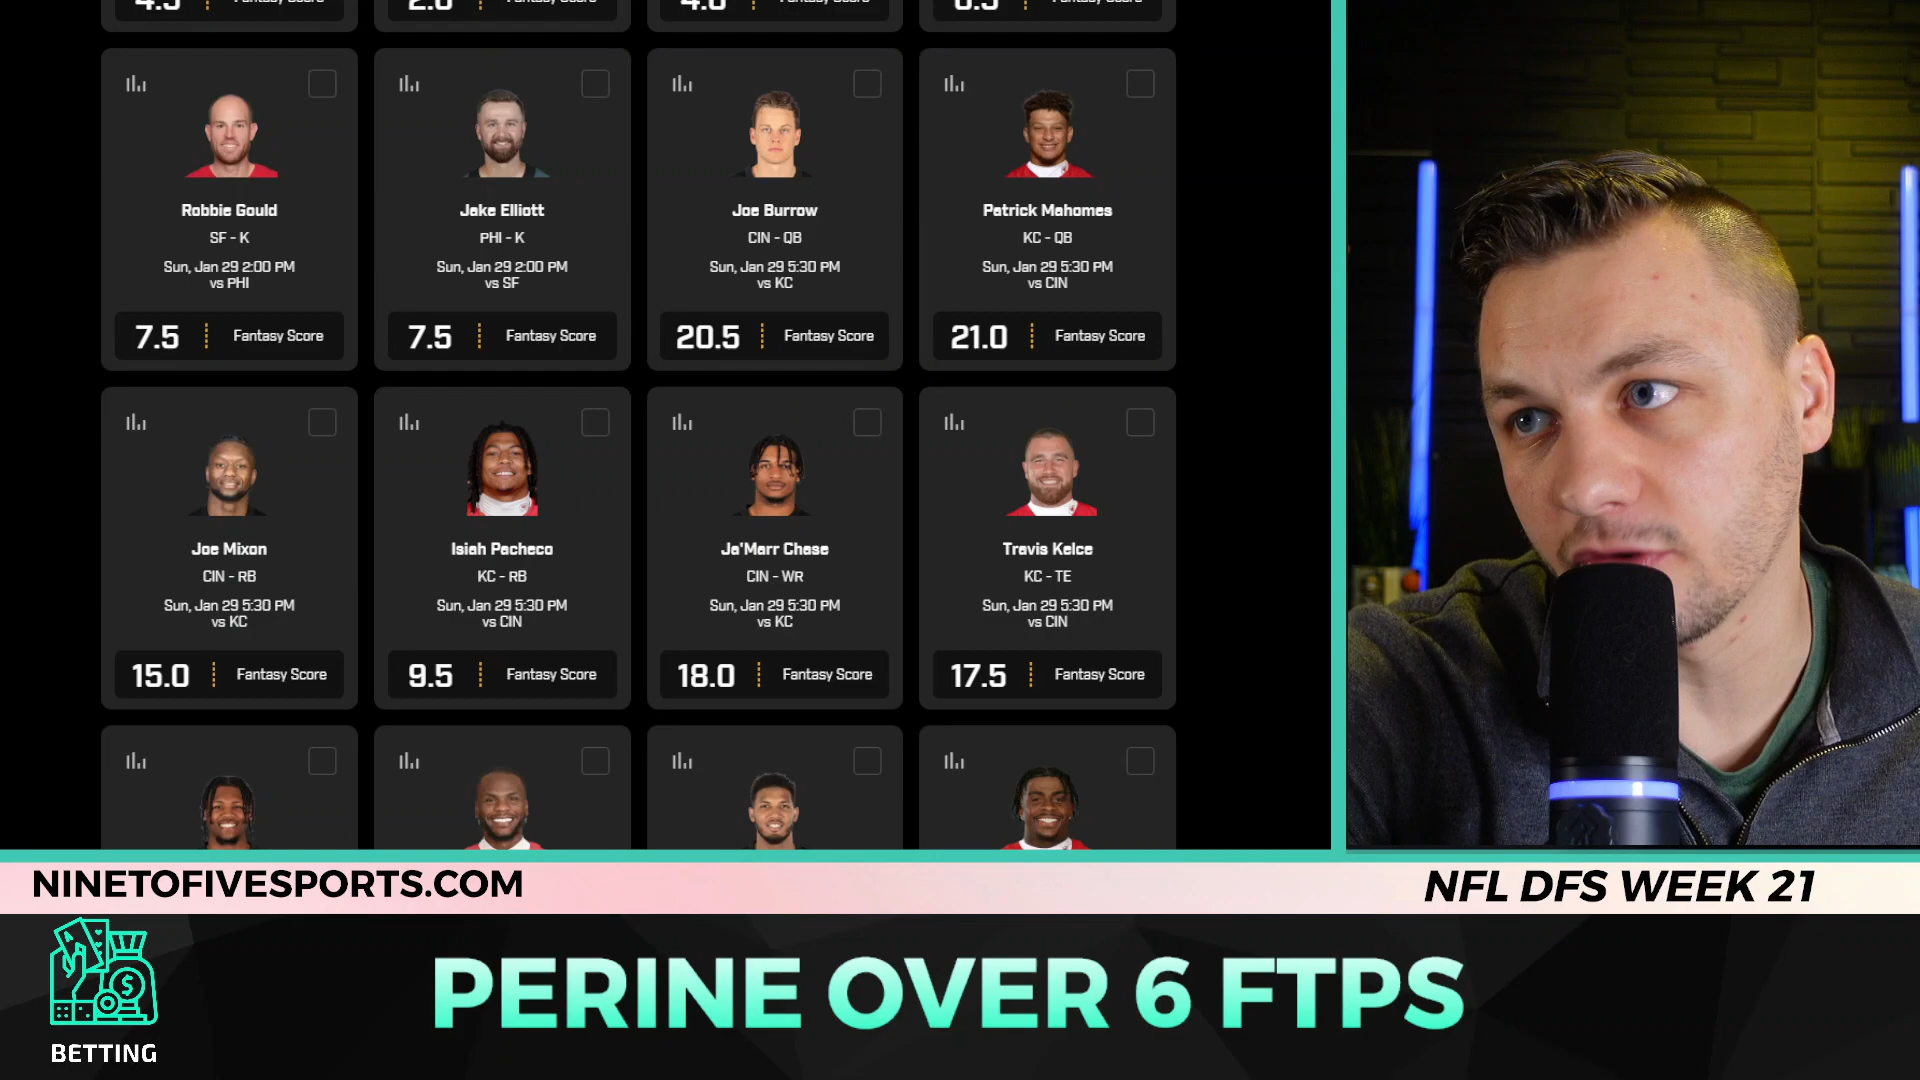 Robbie Gould
SF - K
Sun, Jan 29 2:00 PM
vs PHI
7.5 Fantasy Score
Jake Elliott
PHI - K
Sun, Jan 29 2:00 PM
vs SF
7.5 Fantasy Score
Joe Burrow
CIN - QB
Sun, Jan 29 5:30 PM
vs KC
20.5 Fantasy Score
Patrick Mahomes
KC - QB
Sun, Jan 29 5:30 PM
vs CIN
21.0 Fantasy Score
Joe Mixon
CIN - RB
Sun, Jan 29 5:30 PM
vs KC
15.0 Fantasy Score
Isiah Pacheco
KC - RB
Sun, Jan 29 5:30 PM
vs CIN
9.5 Fantasy Score
Ja'Marr Chase
CIN - WR
Sun, Jan 29 5:30 PM
vs KC
18.0 Fantasy Score
Travis Kelce
KC - TE
Sun, Jan 29 5:30 PM
vs CIN
17.5 Fantasy Score
NINETOFIVESPORTS.COM
NFL DFS WEEK 21
PERINE OVER 6 FTPS
BETTING